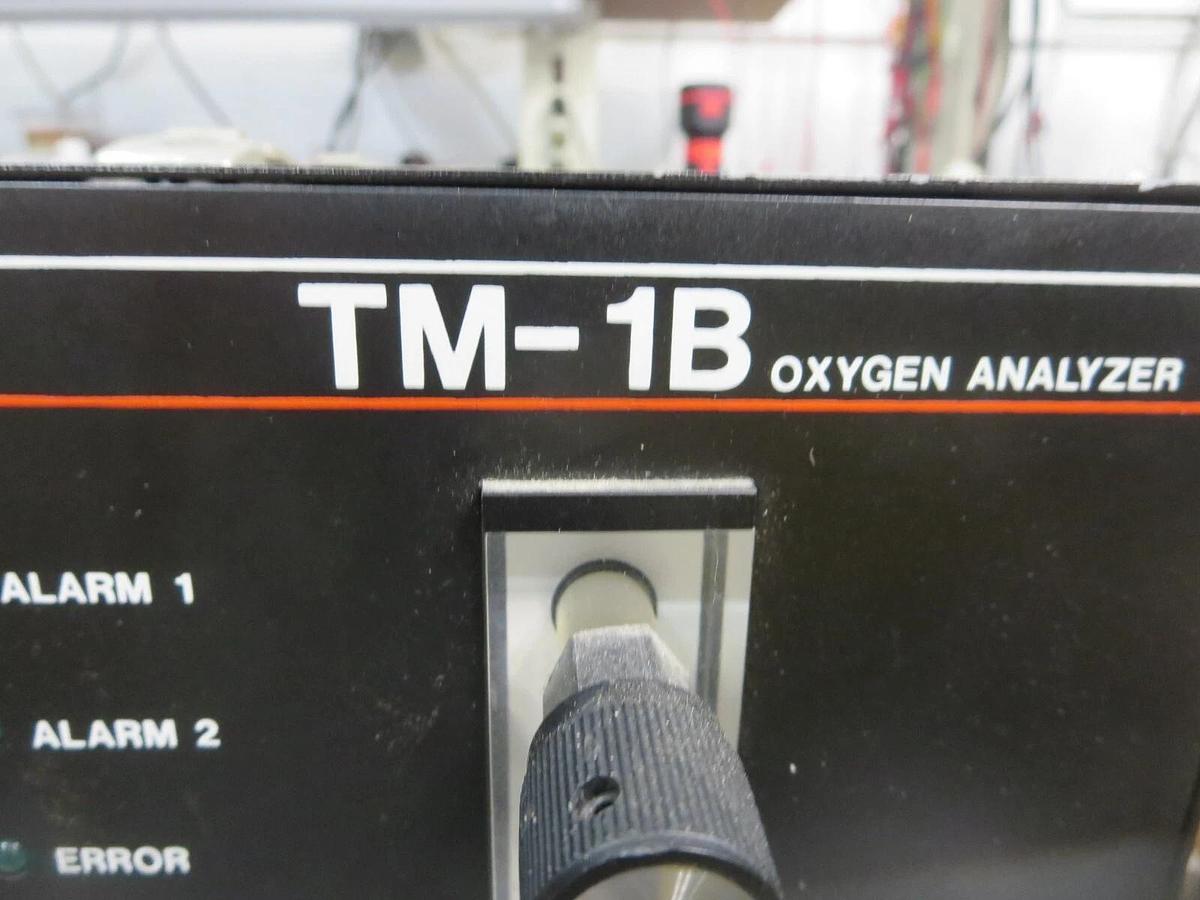 TM-1B OXYGEN ANALYZER
ALARM 1
ALARM 2
ERROR